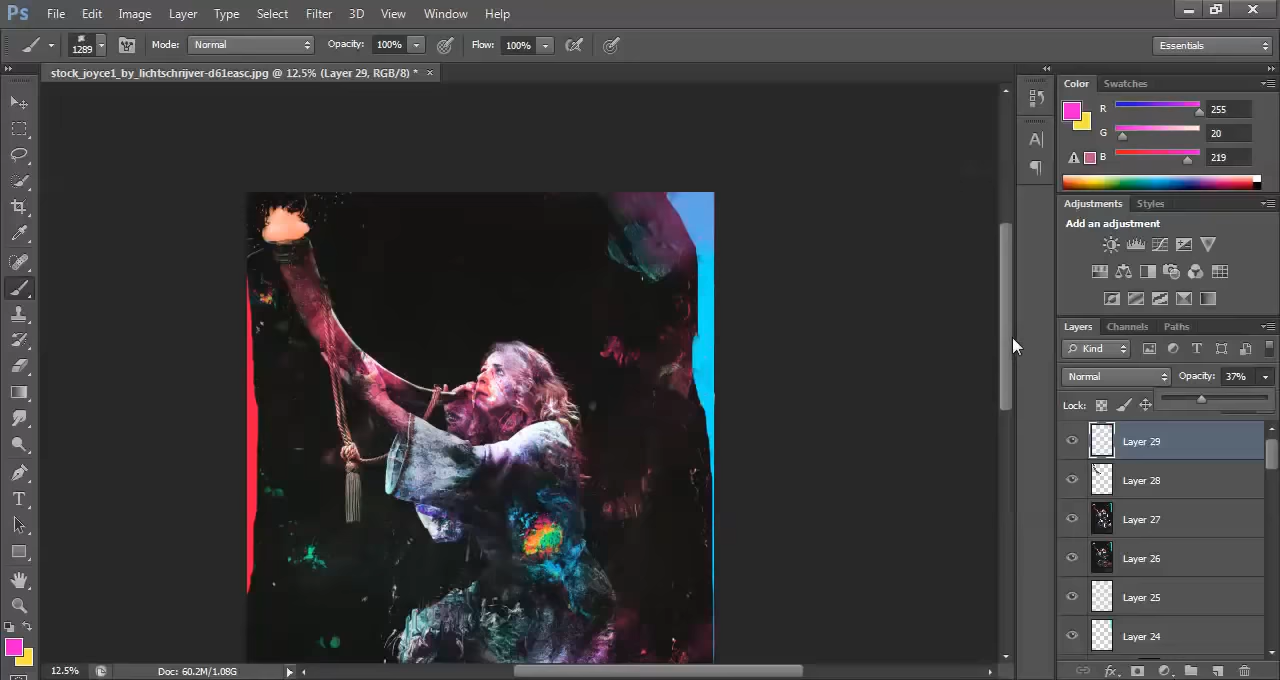 Ps File Edit Image Layer Type Select Filter 3D View Window Help
1289 Mode: Normal Opacity: 100% Flow: 100% Essentials
stock_joyce1_by_lichtschrijver-d61easc.jpg @ 12.5% (Layer 29, RGB/8) * ×
Color Swatches
R 255
G 20
B 219
Adjustments Styles
Add an adjustment
Layers Channels Paths
Kind
Normal Opacity: 37%
Lock:
Layer 29
Layer 28
Layer 27
Layer 26
Layer 25
Layer 24
12.5% Doc: 60.2M/1.08G